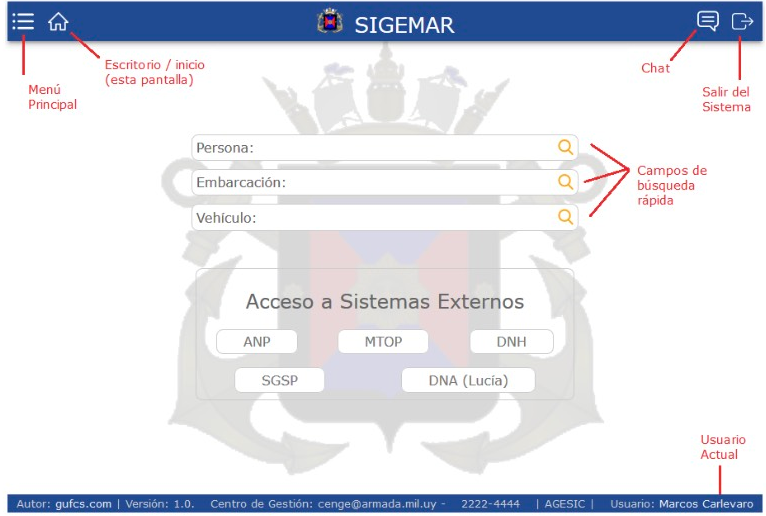 SIGEMAR
Escritorio / inicio
(esta pantalla)
Menú
Principal
Chat
Salir del
Sistema
Persona:
Embarcación:
Vehículo:
Campos de
búsqueda
rápida
Acceso a Sistemas Externos
ANP MTOP DNH
SGSP DNA (Lucía)
Usuario
Actual
Autor: gufcs.com | Versión: 1.0. Centro de Gestión: cenge@armada.mil.uy - 2222-4444 | AGESIC | Usuario: Marcos Carlevaro